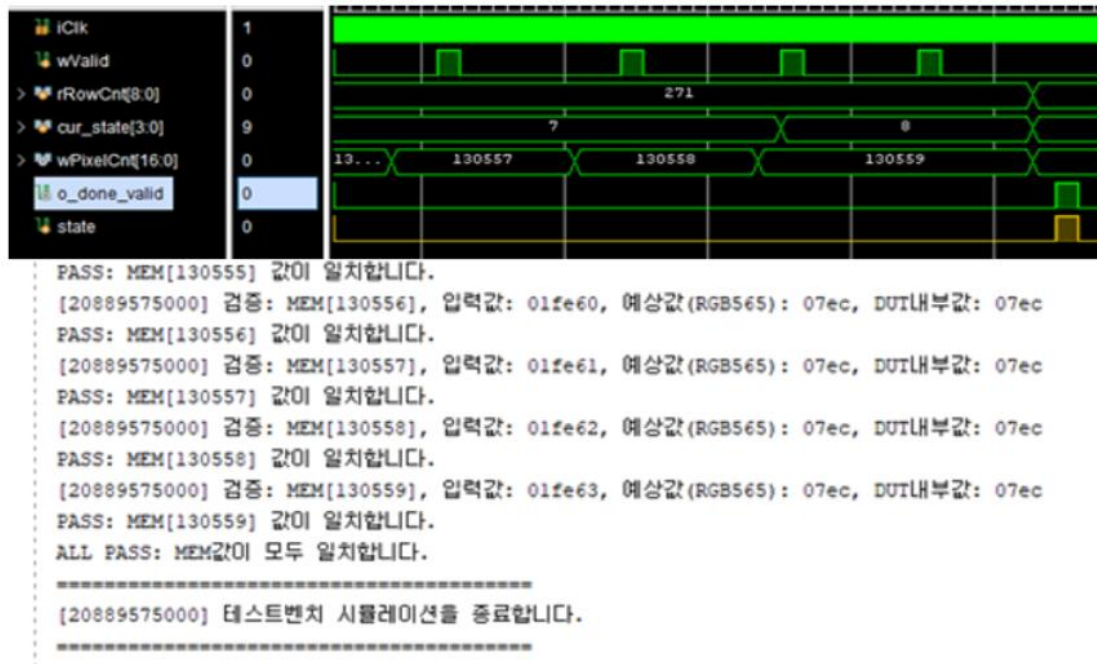 iClk 1
wValid 0
rRowCnt[8:0] 0 271
cur_state[3:0] 9 7 8
wPixelCnt[16:0] 0 13... 130557 130558 130559
o_done_valid 0
state 0
PASS: MEM[130555] 값이 일치합니다.
[20889575000] 검증: MEM[130556], 입력값: 01fe60, 예상값(RGB565): 07ec, DUT내부값: 07ec
PASS: MEM[130556] 값이 일치합니다.
[20889575000] 검증: MEM[130557], 입력값: 01fe61, 예상값(RGB565): 07ec, DUT내부값: 07ec
PASS: MEM[130557] 값이 일치합니다.
[20889575000] 검증: MEM[130558], 입력값: 01fe62, 예상값(RGB565): 07ec, DUT내부값: 07ec
PASS: MEM[130558] 값이 일치합니다.
[20889575000] 검증: MEM[130559], 입력값: 01fe63, 예상값(RGB565): 07ec, DUT내부값: 07ec
PASS: MEM[130559] 값이 일치합니다.
ALL PASS: MEM값이 모두 일치합니다.
========================================
[20889575000] 테스트벤치 시뮬레이션을 종료합니다.
========================================